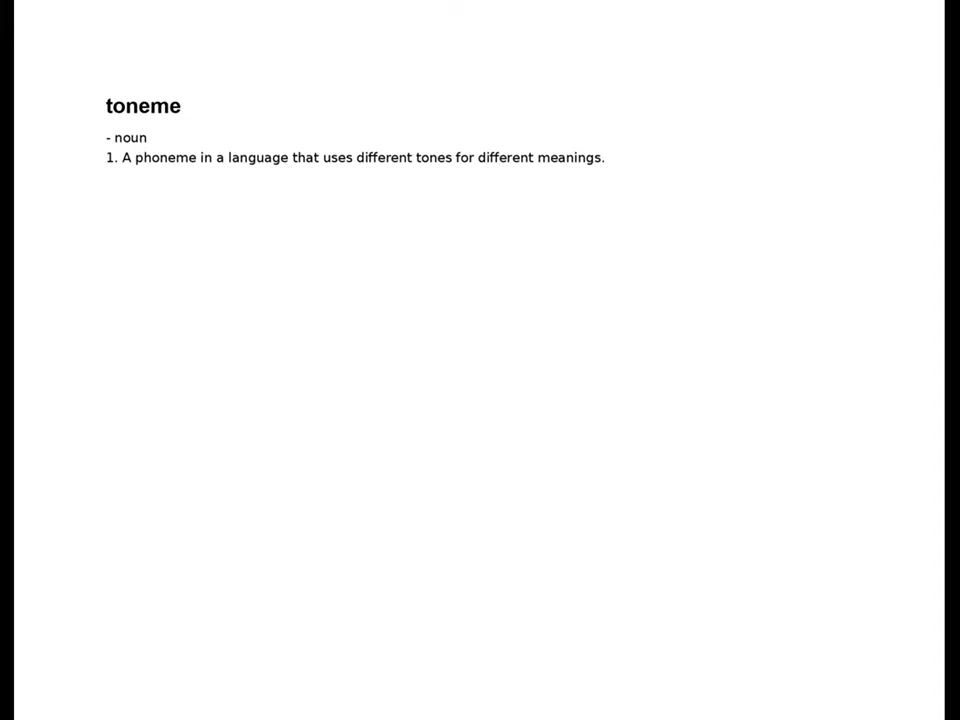 toneme
- noun
1. A phoneme in a language that uses different tones for different meanings.